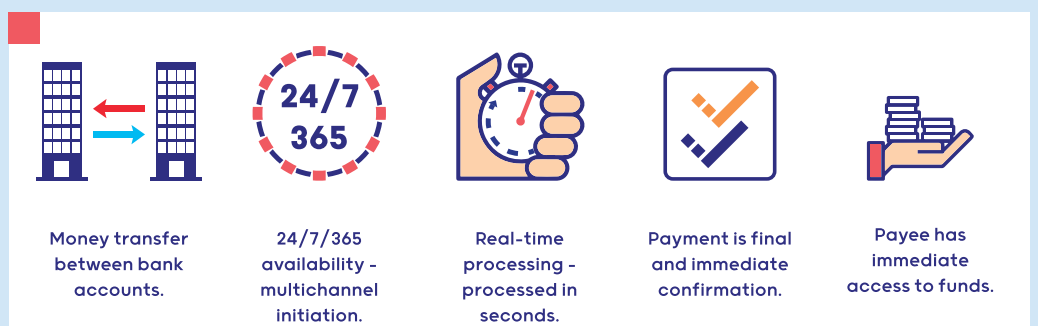 24/7
365
Money transfer
between bank
accounts.
24/7/365
availability -
multichannel
initiation.
Real-time
processing -
processed in
seconds.
Payment is final
and immediate
confirmation.
Payee has
immediate
access to funds.